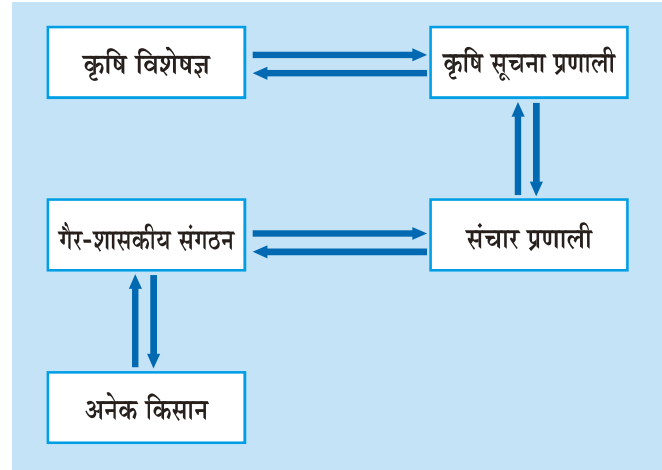 कृषि विशेषज्ञ
कृषि सूचना प्रणाली
गैर-शासकीय संगठन
संचार प्रणाली
अनेक किसान